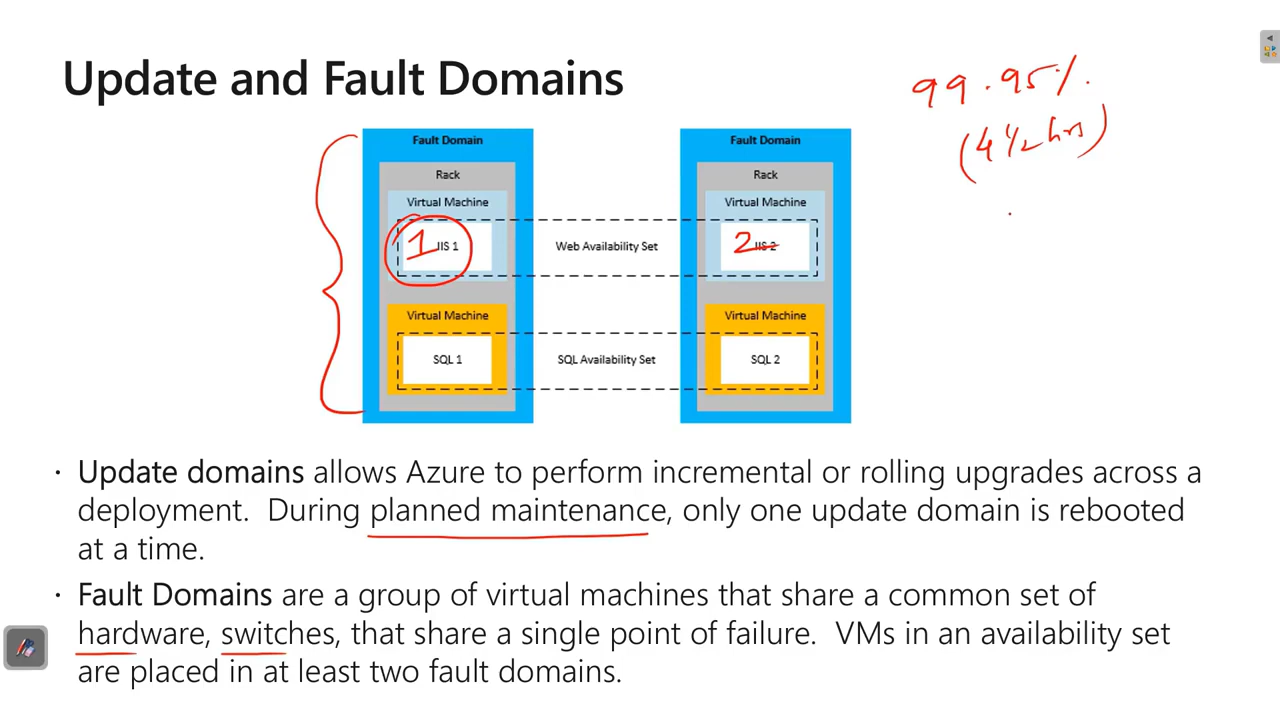 Update and Fault Domains
99.95%.
(4 1/2 hrs)
Fault Domain
Fault Domain
Rack
Rack
Virtual Machine
Virtual Machine
1 IIS 1
Web Availability Set
2 IIS 2
Virtual Machine
Virtual Machine
SQL 1
SQL Availability Set
SQL 2
· Update domains allows Azure to perform incremental or rolling upgrades across a
deployment. During planned maintenance, only one update domain is rebooted
at a time.
· Fault Domains are a group of virtual machines that share a common set of
hardware, switches, that share a single point of failure. VMs in an availability set
are placed in at least two fault domains.